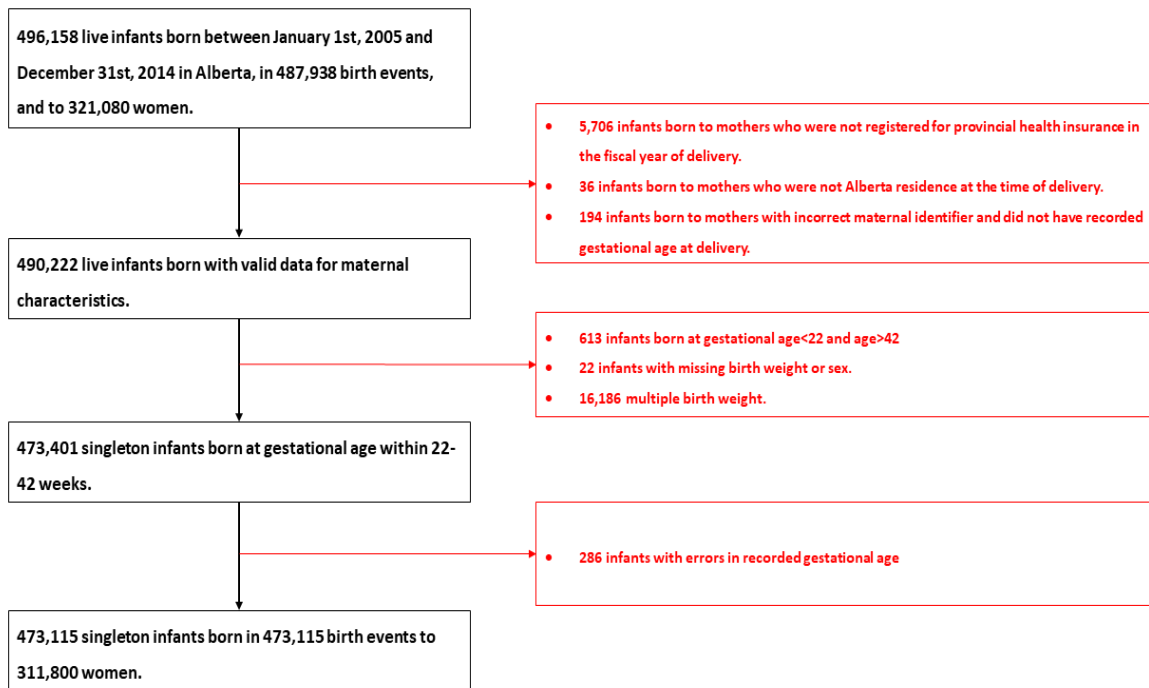 496,158 live infants born between January 1st, 2005 and
December 31st, 2014 in Alberta, in 487,938 birth events,
and to 321,080 women.
• 5,706 infants born to mothers who were not registered for provincial health insurance in
the fiscal year of delivery.
• 36 infants born to mothers who were not Alberta residence at the time of delivery.
• 194 infants born to mothers with incorrect maternal identifier and did not have recorded
gestational age at delivery.
490,222 live infants born with valid data for maternal
characteristics.
• 613 infants born at gestational age<22 and age>42
• 22 infants with missing birth weight or sex.
• 16,186 multiple birth weight.
473,401 singleton infants born at gestational age within 22-
42 weeks.
• 286 infants with errors in recorded gestational age
473,115 singleton infants born in 473,115 birth events to
311,800 women.